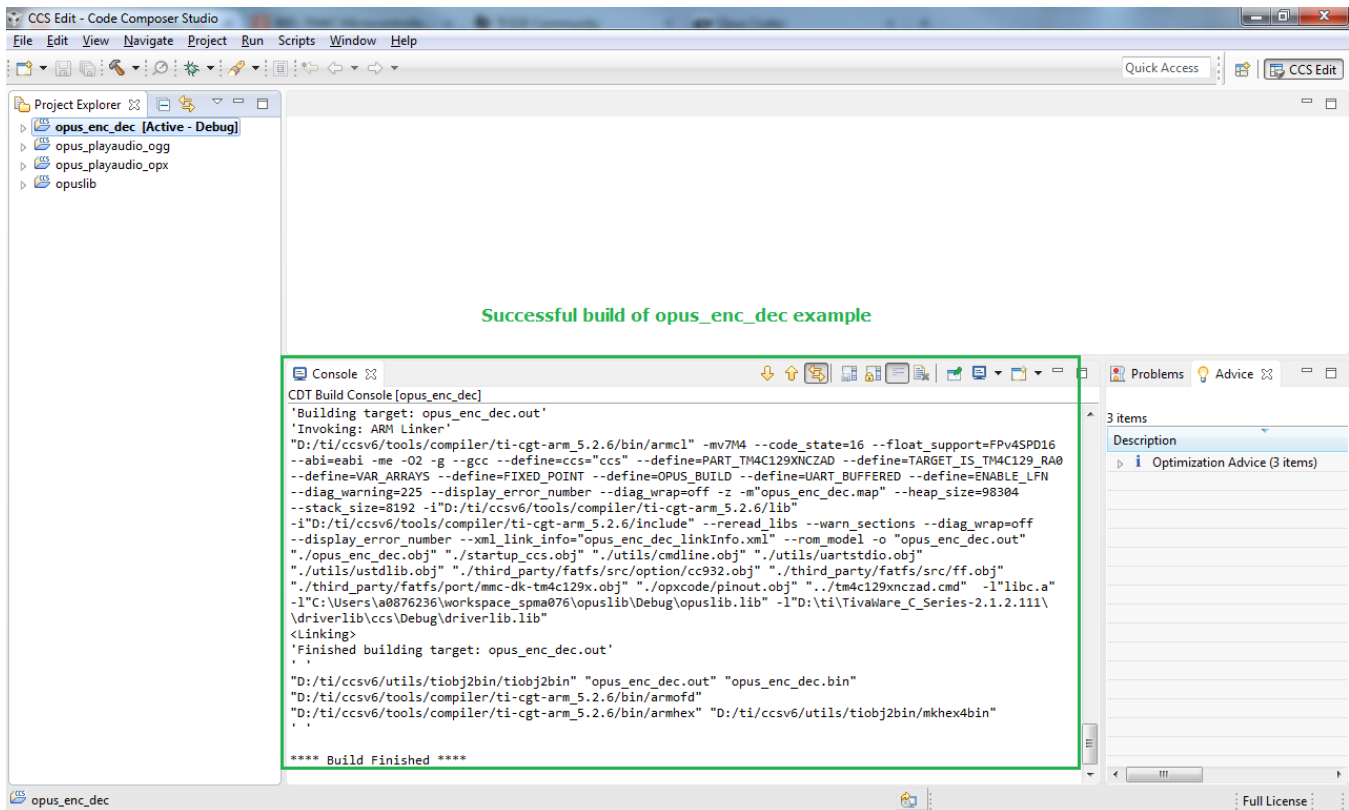 CCS Edit - Code Composer Studio
File Edit View Navigate Project Run Scripts Window Help
Quick Access
CCS Edit
Project Explorer
opus_enc_dec [Active - Debug]
opus_playaudio_ogg
opus_playaudio_opx
opuslib
Successful build of opus_enc_dec example
Console
CDT Build Console [opus_enc_dec]
'Building target: opus_enc_dec.out'
'Invoking: ARM Linker'
"D:/ti/ccsv6/tools/compiler/ti-cgt-arm_5.2.6/bin/armcl" -mv7M4 --code_state=16 --float_support=FPv4SPD16
--abi=eabi -me -O2 -g --gcc --define=ccs="ccs" --define=PART_TM4C129XNCZAD --define=TARGET_IS_TM4C129_RA0
--define=VAR_ARRAYS --define=FIXED_POINT --define=OPUS_BUILD --define=UART_BUFFERED --define=ENABLE_LFN
--diag_warning=225 --display_error_number --diag_wrap=off -z -m"opus_enc_dec.map" --heap_size=98304
--stack_size=8192 -i"D:/ti/ccsv6/tools/compiler/ti-cgt-arm_5.2.6/lib"
-i"D:/ti/ccsv6/tools/compiler/ti-cgt-arm_5.2.6/include" --reread_libs --warn_sections --diag_wrap=off
--display_error_number --xml_link_info="opus_enc_dec_linkInfo.xml" --rom_model -o "opus_enc_dec.out"
"./opus_enc_dec.obj" "./startup_ccs.obj" "./utils/cmdline.obj" "./utils/uartstdio.obj"
"./utils/ustdlib.obj" "./third_party/fatfs/src/option/cc932.obj" "./third_party/fatfs/src/ff.obj"
"./third_party/fatfs/port/mmc-dk-tm4c129x.obj" "./opxcode/pinout.obj" "../tm4c129xnczad.cmd" -l"libc.a"
-l"C:\Users\a0876236\workspace_spma076\opuslib\Debug\opuslib.lib" -l"D:\ti\TivaWare_C_Series-2.1.2.111\
\driverlib\ccs\Debug\driverlib.lib"
<Linking>
'Finished building target: opus_enc_dec.out'
' '
"D:/ti/ccsv6/utils/tiobj2bin/tiobj2bin" "opus_enc_dec.out" "opus_enc_dec.bin"
"D:/ti/ccsv6/tools/compiler/ti-cgt-arm_5.2.6/bin/armofd"
"D:/ti/ccsv6/tools/compiler/ti-cgt-arm_5.2.6/bin/armhex" "D:/ti/ccsv6/utils/tiobj2bin/mkhex4bin"
' '
**** Build Finished ****
Problems
Advice
3 items
Description
i Optimization Advice (3 items)
opus_enc_dec
Full License